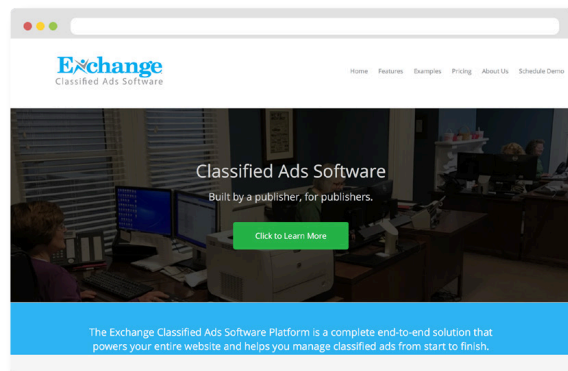 Exchange
Classified Ads Software
Home Features Examples Pricing About Us Schedule Demo
Classified Ads Software
Built by a publisher, for publishers.
Click to Learn More
The Exchange Classified Ads Software Platform is a complete end-to-end solution that
powers your entire website and helps you manage classified ads from start to finish.